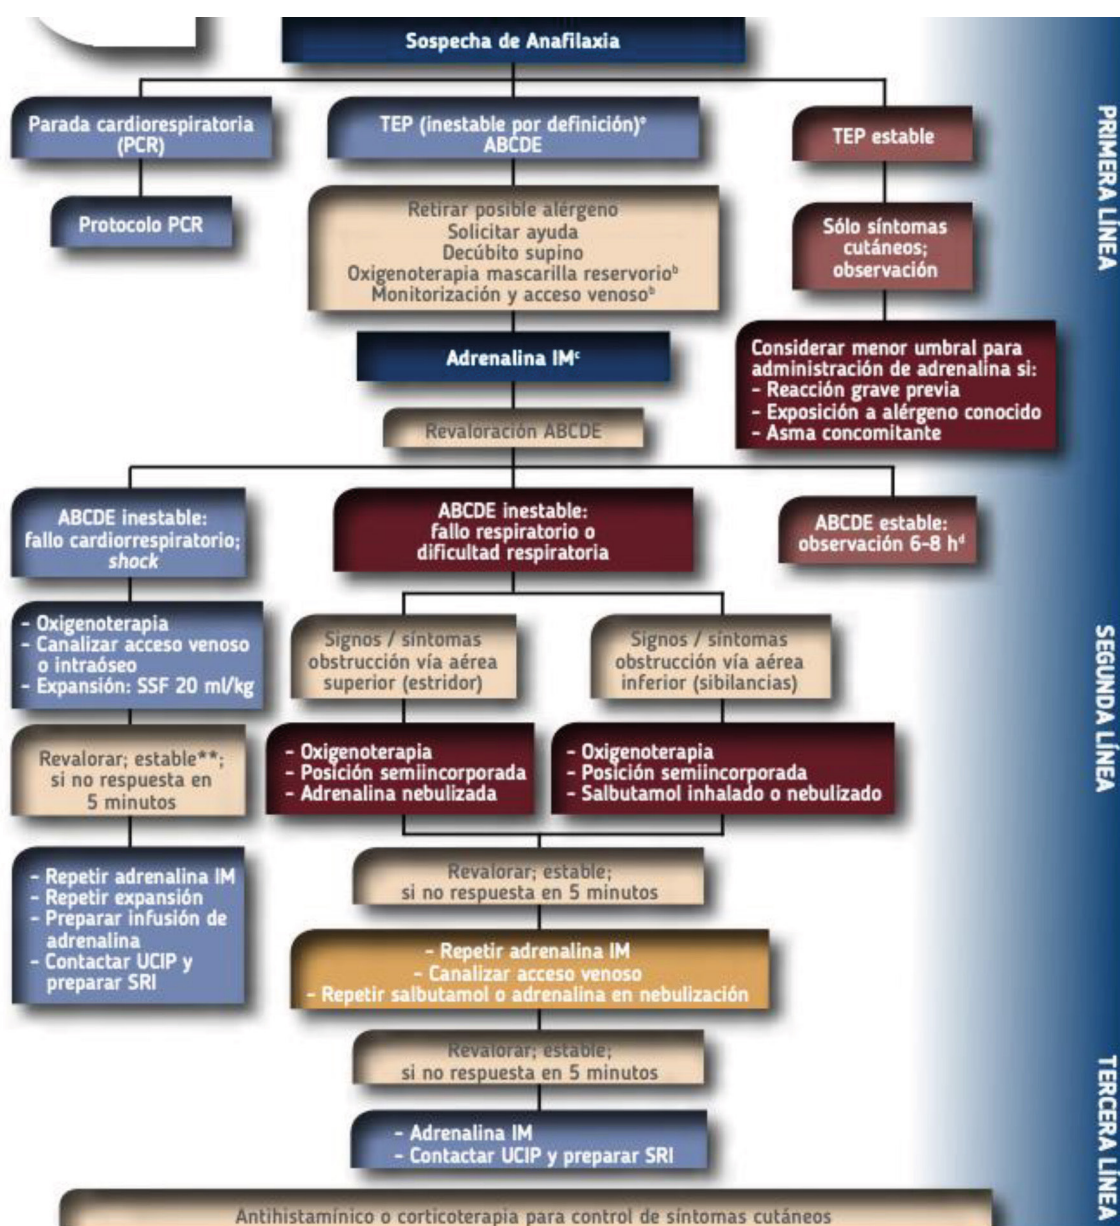 Sospecha de Anafilaxia
Parada cardiorespiratoria
(PCR)
Protocolo PCR
TEP (inestable por definición)ᵃ
ABCDE
Retirar posible alérgeno
Solicitar ayuda
Decúbito supino
Oxigenoterapia mascarilla reservorioᵇ
Monitorización y acceso venosoᵇ
Adrenalina IMᶜ
Revaloración ABCDE
TEP estable
Sólo síntomas
cutáneos;
observación
Considerar menor umbral para
administración de adrenalina si:
- Reacción grave previa
- Exposición a alérgeno conocido
- Asma concomitante
PRIMERA LÍNEA
ABCDE inestable:
fallo cardiorrespiratorio;
shock
- Oxigenoterapia
- Canalizar acceso venoso
o intraóseo
- Expansión: SSF 20 ml/kg
Revalorar; estable**;
si no respuesta en
5 minutos
- Repetir adrenalina IM
- Repetir expansión
- Preparar infusión de
adrenalina
- Contactar UCIP y
preparar SRI
ABCDE inestable:
fallo respiratorio o
dificultad respiratoria
Signos / síntomas
obstrucción vía aérea
superior (estridor)
- Oxigenoterapia
- Posición semiincorporada
- Adrenalina nebulizada
Signos / síntomas
obstrucción vía aérea
inferior (sibilancias)
- Oxigenoterapia
- Posición semiincorporada
- Salbutamol inhalado o nebulizado
Revalorar; estable;
si no respuesta en 5 minutos
- Repetir adrenalina IM
- Canalizar acceso venoso
- Repetir salbutamol o adrenalina en nebulización
ABCDE estable:
observación 6-8 hᵈ
SEGUNDA LÍNEA
Revalorar; estable;
si no respuesta en 5 minutos
- Adrenalina IM
- Contactar UCIP y preparar SRI
TERCERA LÍNEA
Antihistamínico o corticoterapia para control de síntomas cutáneos